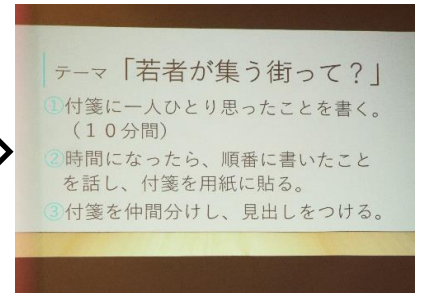 テーマ「若者が集う街って？」
①付箋に一人ひとり思ったことを書く。
（１０分間）
②時間になったら、順番に書いたこと
を話し、付箋を用紙に貼る。
③付箋を仲間分けし、見出しをつける。